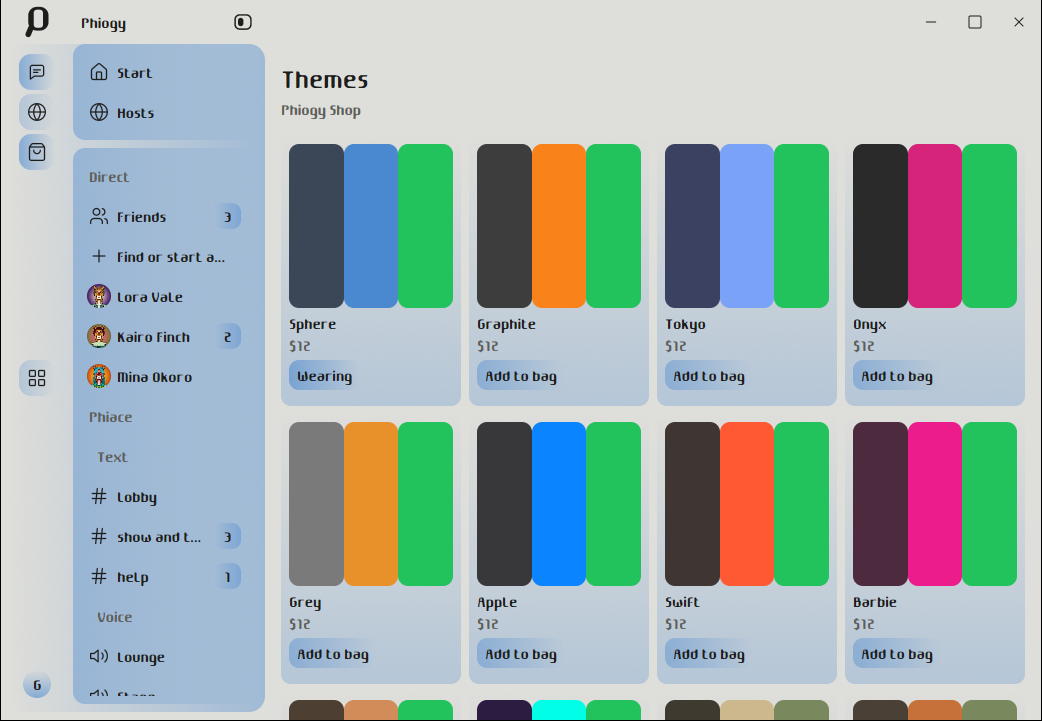 Phiogy
Start
Hosts
Direct
Friends 3
Find or start a...
Lora Vale
Kairo Finch 2
Mina Okoro
Phiace
Text
Lobby
show and t... 3
help 1
Voice
Lounge
G
Themes
Phiogy Shop
Sphere
$12
Wearing
Graphite
$12
Add to bag
Tokyo
$12
Add to bag
Onyx
$12
Add to bag
Grey
$12
Add to bag
Apple
$12
Add to bag
Swift
$12
Add to bag
Barbie
$12
Add to bag